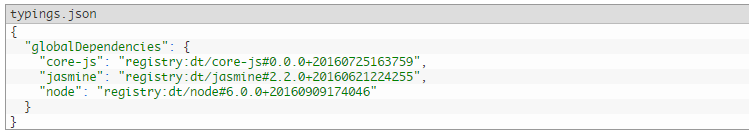 typings.json
{
  "globalDependencies": {
    "core-js": "registry:dt/core-js#0.0.0+20160725163759",
    "jasmine": "registry:dt/jasmine#2.2.0+20160621224255",
    "node": "registry:dt/node#6.0.0+20160909174046"
  }
}